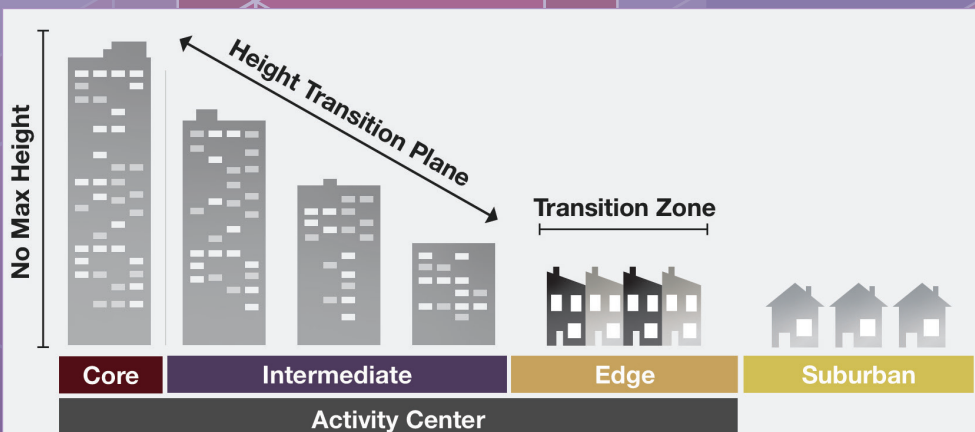 No Max Height
Height Transition Plane
Transition Zone
Core
Intermediate
Edge
Suburban
Activity Center